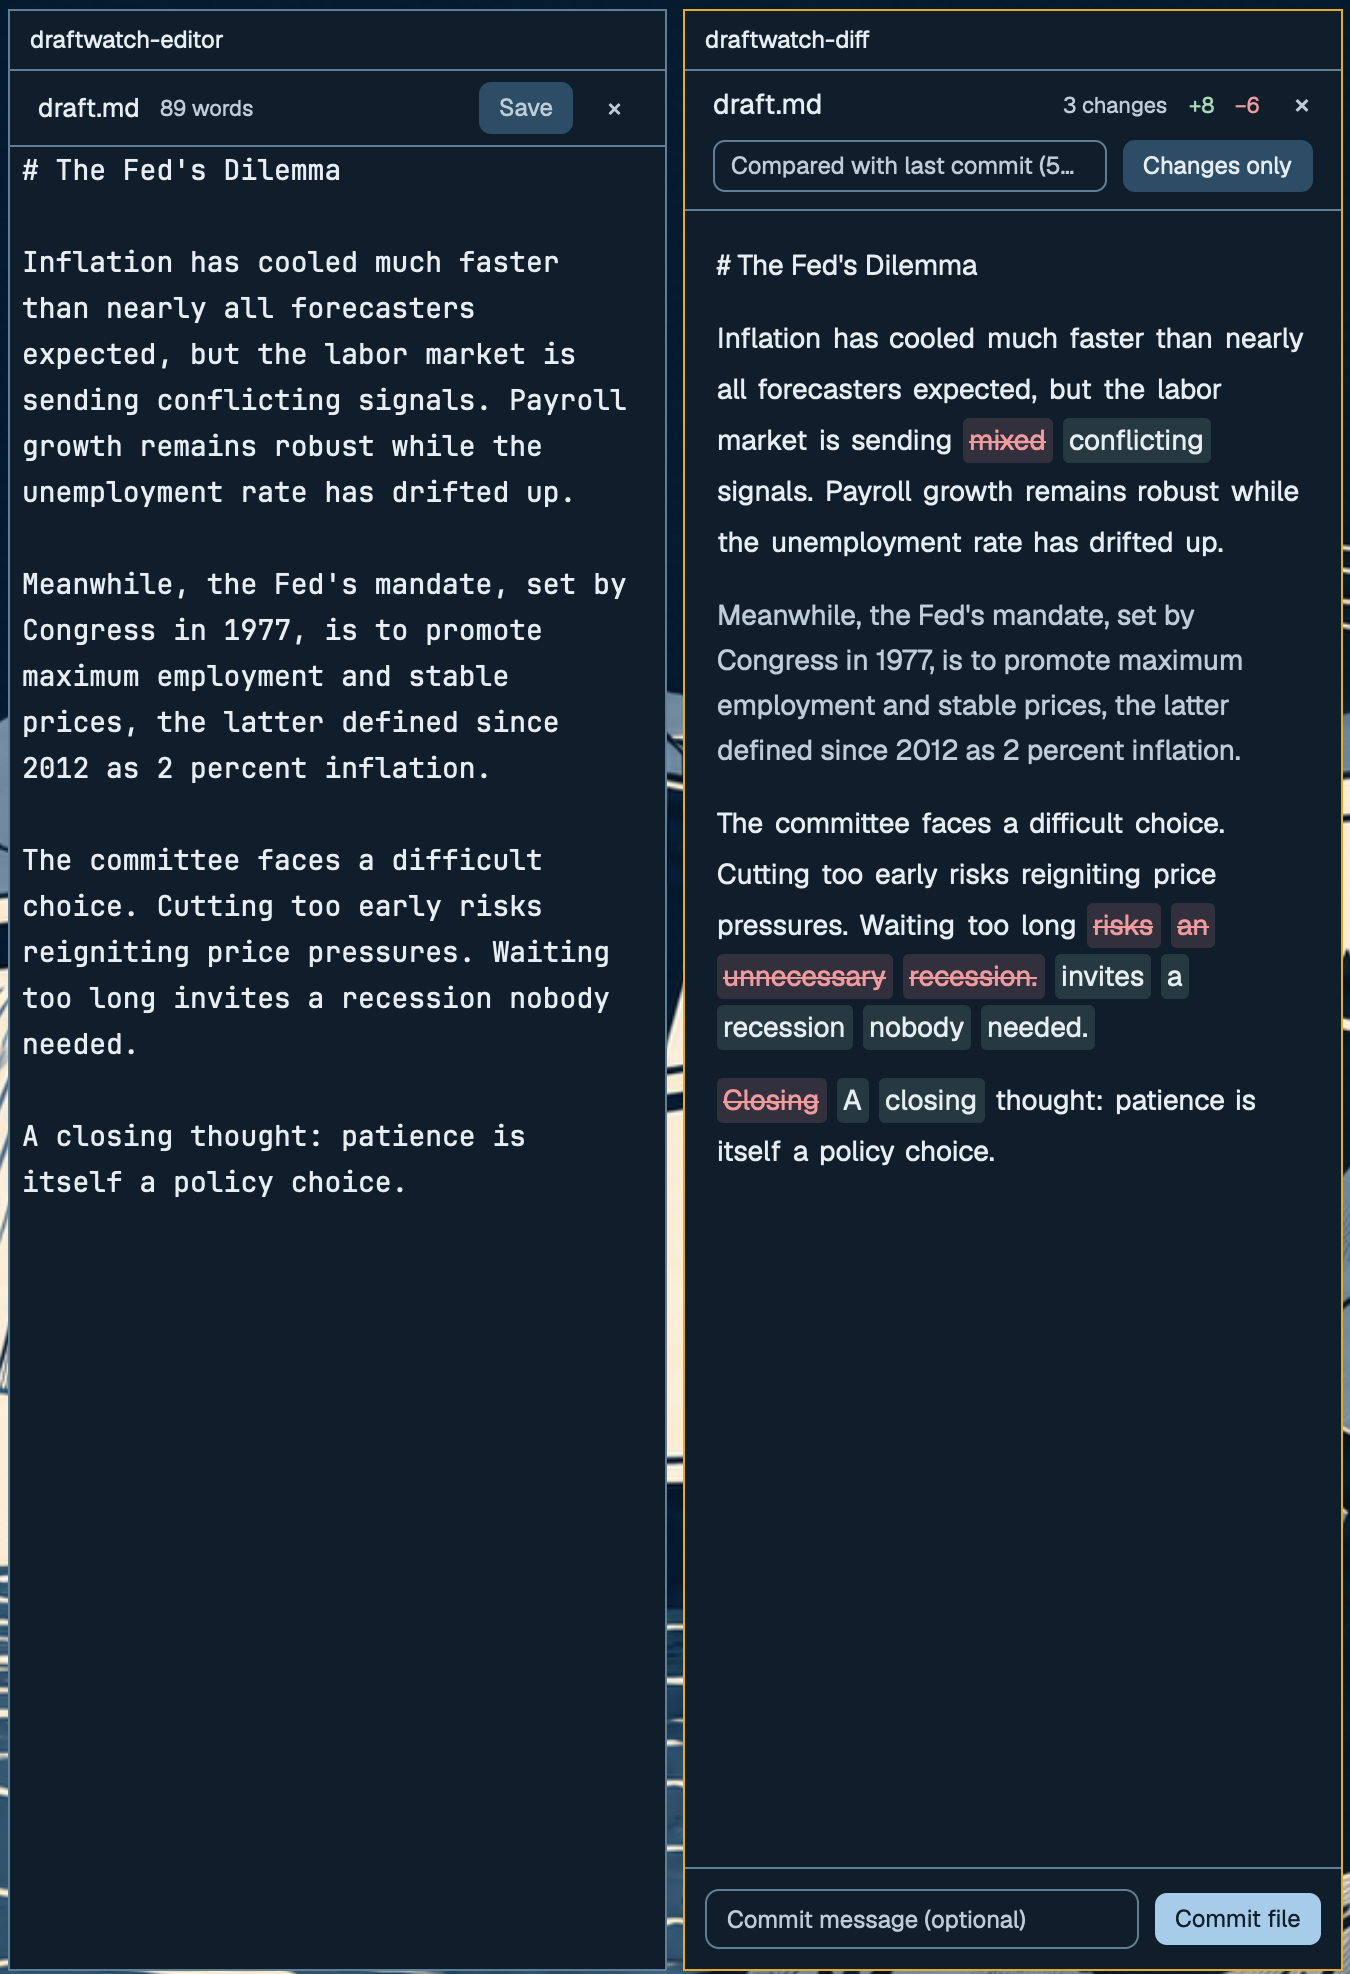 draftwatch-editor
draft.md 89 words Save ×
# The Fed's Dilemma
Inflation has cooled much faster
than nearly all forecasters
expected, but the labor market is
sending conflicting signals. Payroll
growth remains robust while the
unemployment rate has drifted up.
Meanwhile, the Fed's mandate, set by
Congress in 1977, is to promote
maximum employment and stable
prices, the latter defined since
2012 as 2 percent inflation.
The committee faces a difficult
choice. Cutting too early risks
reigniting price pressures. Waiting
too long invites a recession nobody
needed.
A closing thought: patience is
itself a policy choice.
draftwatch-diff
draft.md 3 changes +8 −6 ×
Compared with last commit (5… Changes only
# The Fed's Dilemma
Inflation has cooled much faster than nearly
all forecasters expected, but the labor
market is sending mixed conflicting
signals. Payroll growth remains robust while
the unemployment rate has drifted up.
Meanwhile, the Fed's mandate, set by
Congress in 1977, is to promote maximum
employment and stable prices, the latter
defined since 2012 as 2 percent inflation.
The committee faces a difficult choice.
Cutting too early risks reigniting price
pressures. Waiting too long risks an
unnecessary recession. invites a
recession nobody needed.
Closing A closing thought: patience is
itself a policy choice.
Commit message (optional) Commit file